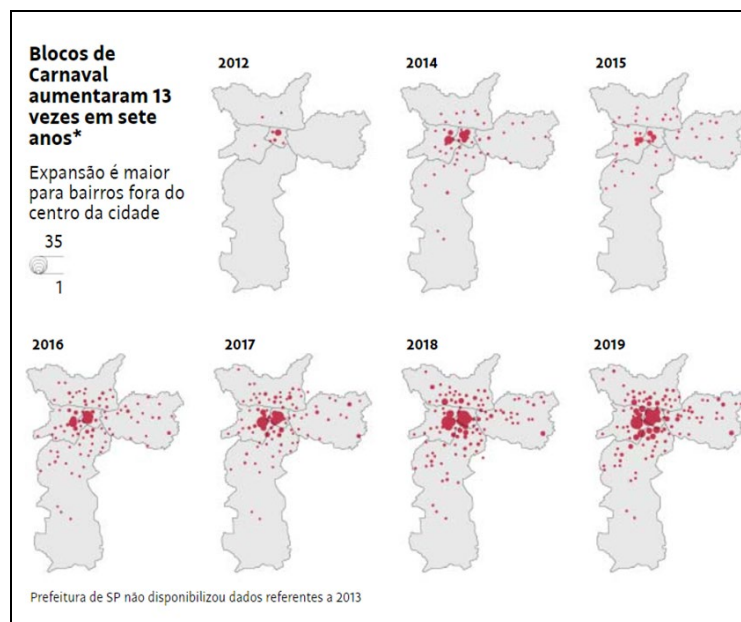 Blocos de
Carnaval
aumentaram 13
vezes em sete
anos*
Expansão é maior
para bairros fora do
centro da cidade
35
1
2012
2014
2015
2016
2017
2018
2019
Prefeitura de SP não disponibilizou dados referentes a 2013